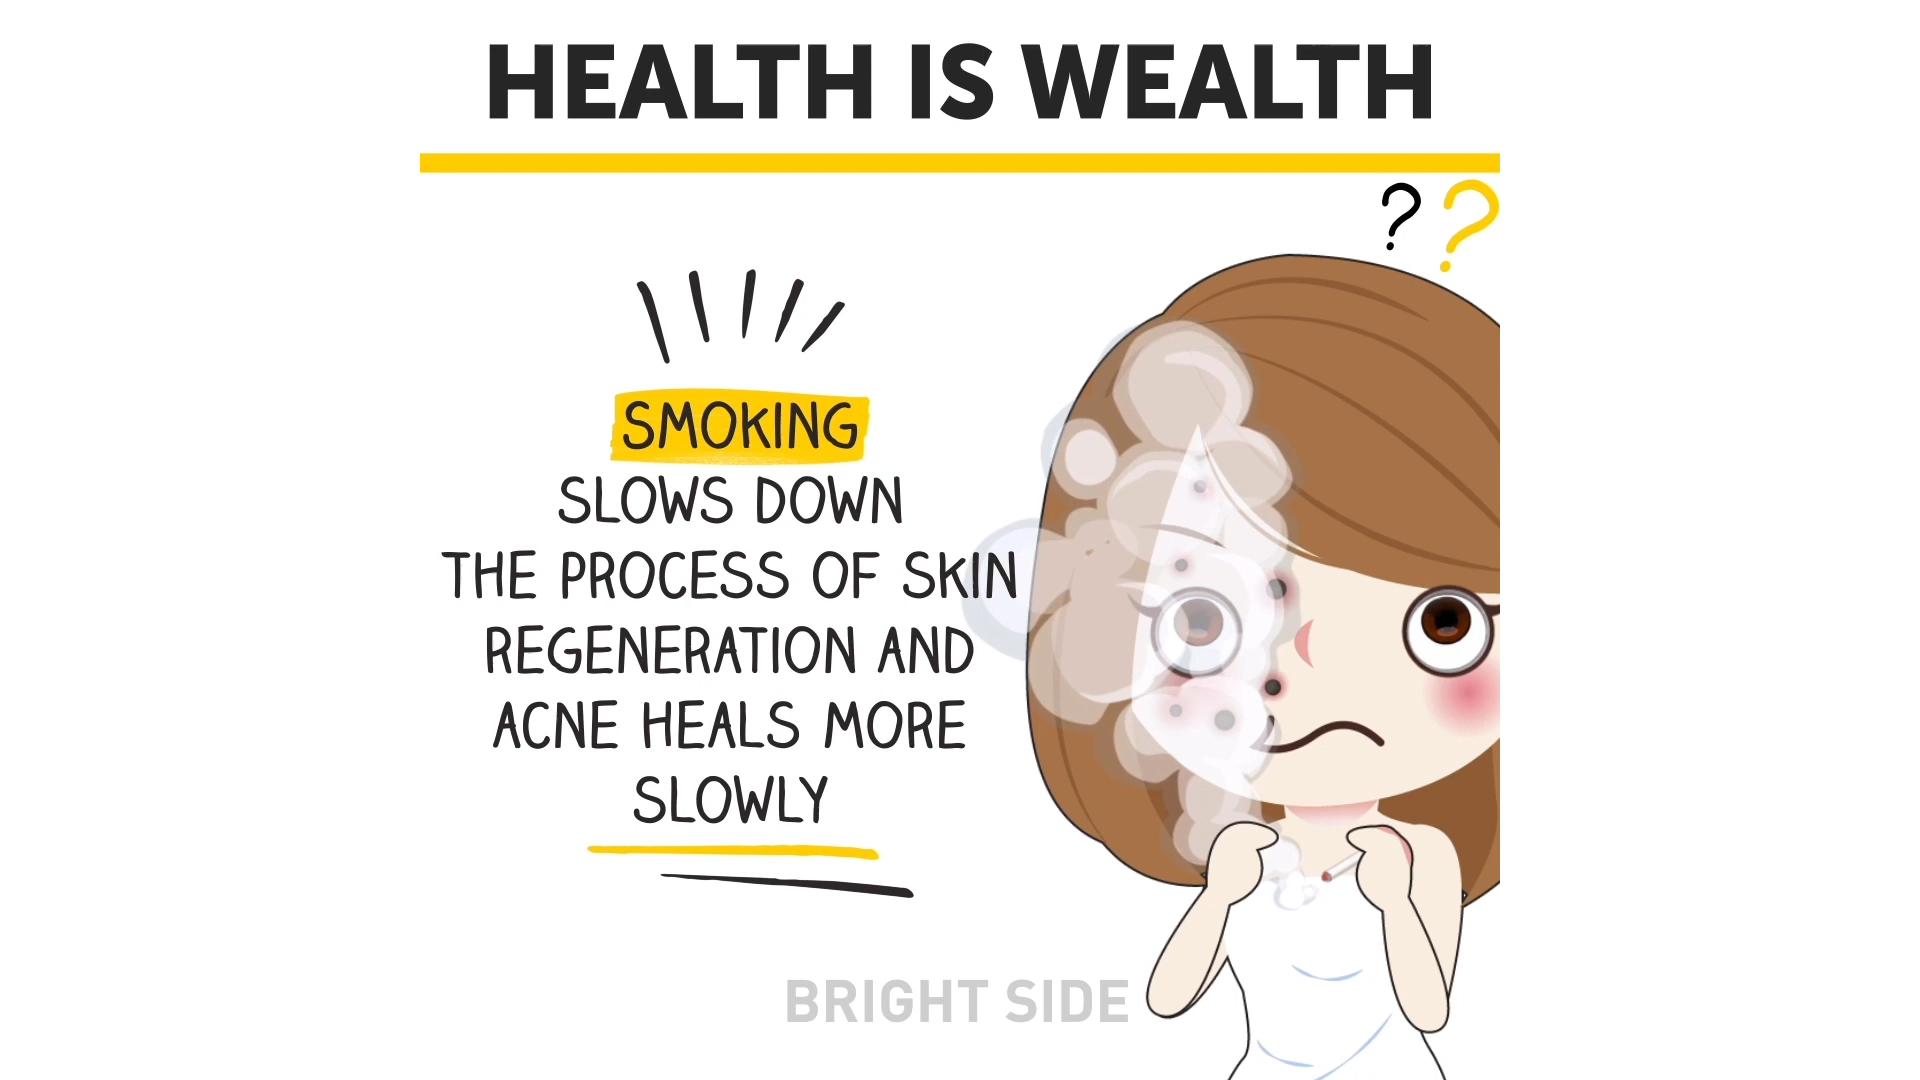 HEALTH IS WEALTH
? ?
SMOKING
SLOWS DOWN
THE PROCESS OF SKIN
REGENERATION AND
ACNE HEALS MORE
SLOWLY
BRIGHT SIDE